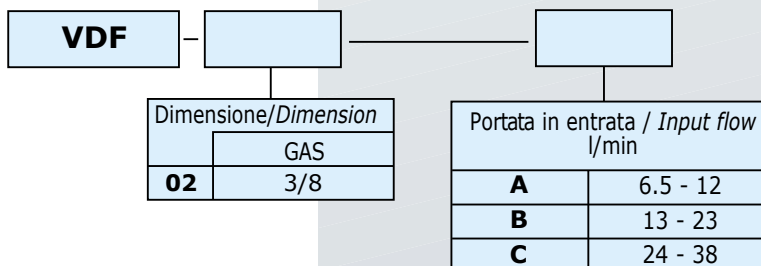 VDF –
Dimensione/Dimension
GAS
02 3/8
Portata in entrata / Input flow
l/min
A 6.5 - 12
B 13 - 23
C 24 - 38